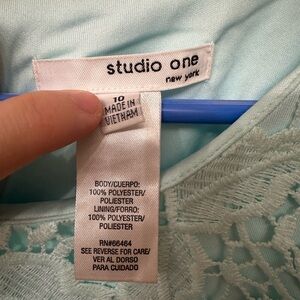 studio one
new york
10
MADE IN
VIETNAM
BODY/CUERPO:
100% POLYESTER/
POLIESTER
LINING/FORRO:
100% POLYESTER/
POLIESTER
RN#66464
SEE REVERSE FOR CARE/
VER AL DORSO
PARA CUIDADO